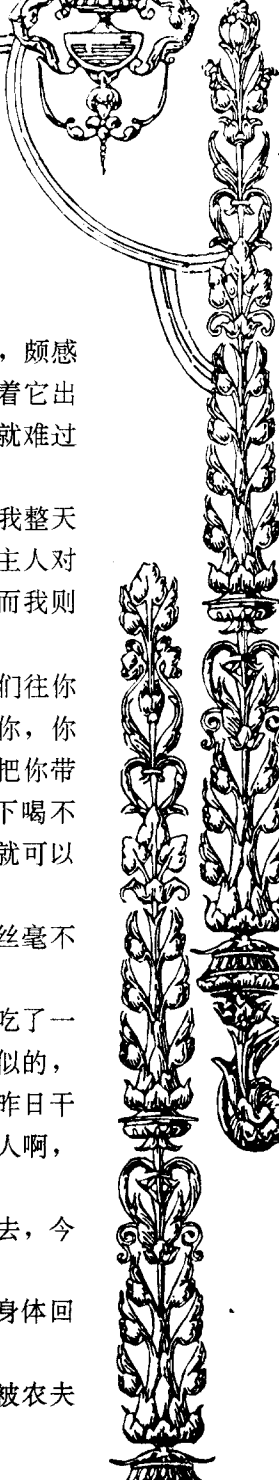 ，颇感
着它出
就难过
我整天
主人对
而我则
们往你
你，你
把你带
下喝不
就可以
丝毫不
吃了一
似的，
昨日干
人啊，
去，今
身体回
被农夫